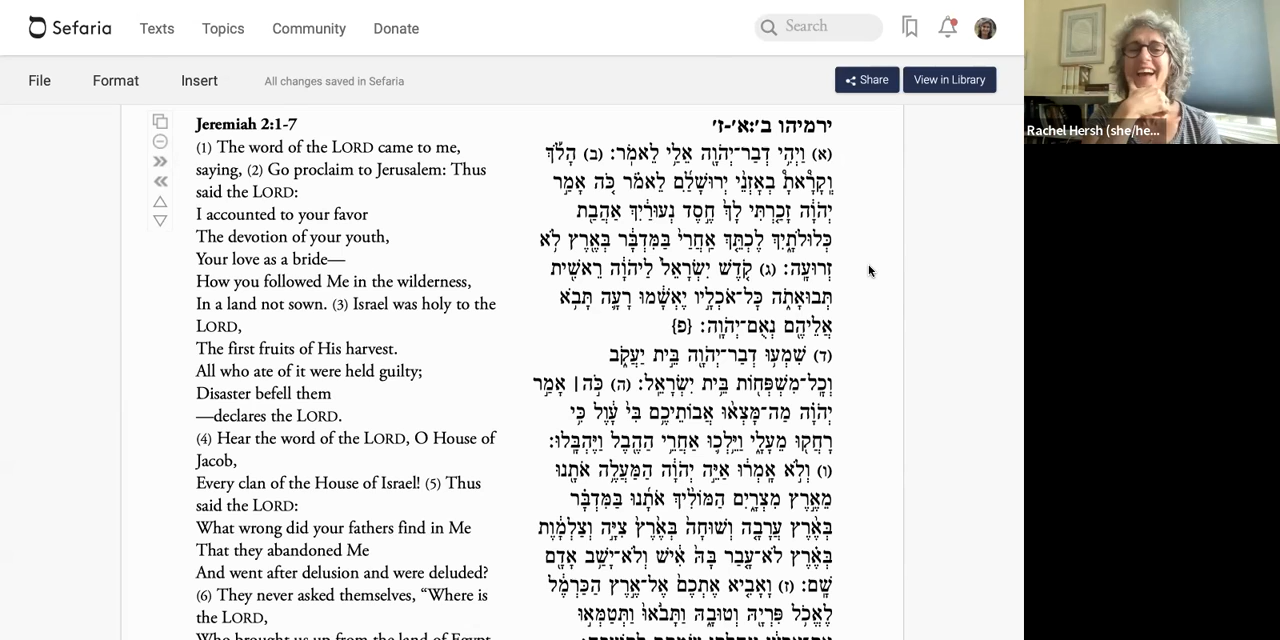 Sefaria
Texts
Topics
Community
Donate
Search
File
Format
Insert
All changes saved in Sefaria
Share
View in Library
Rachel Hersh (she/he...
Jeremiah 2:1-7
(1) The word of the LORD came to me,
saying, (2) Go proclaim to Jerusalem: Thus
said the LORD:
I accounted to your favor
The devotion of your youth,
Your love as a bride—
How you followed Me in the wilderness,
In a land not sown. (3) Israel was holy to the
LORD,
The first fruits of His harvest.
All who ate of it were held guilty;
Disaster befell them
—declares the LORD.
(4) Hear the word of the LORD, O House of
Jacob,
Every clan of the House of Israel! (5) Thus
said the LORD:
What wrong did your fathers find in Me
That they abandoned Me
And went after delusion and were deluded?
(6) They never asked themselves, “Where is
the LORD,
Who brought us up from the land of Egypt
ירמיהו ב׳:א׳-ז׳
(א) וַיְהִ֥י דְבַר־יְהֹוָ֖ה אֵלַ֥י לֵאמֹֽר׃ (ב) הָלֹ֡ךְ
וְֽקָרָ֩אתָ֩ בְאׇזְנֵ֨י יְרוּשָׁלַ֜͏ִם לֵאמֹ֗ר כֹּ֚ה אָמַ֣ר
יְהֹוָ֔ה זָכַ֤רְתִּי לָךְ֙ חֶ֣סֶד נְעוּרַ֔יִךְ אַהֲבַ֖ת
כְּלוּלֹתָ֑יִךְ לֶכְתֵּ֤ךְ אַֽחֲרַי֙ בַּמִּדְבָּ֔ר בְּאֶ֖רֶץ לֹ֥א
זְרוּעָֽה׃ (ג) קֹ֤דֶשׁ יִשְׂרָאֵל֙ לַיהֹוָ֔ה רֵאשִׁ֖ית
תְּבוּאָתֹ֑ה כׇּל־אֹכְלָ֣יו יֶאְשָׁ֔מוּ רָעָ֛ה תָּבֹ֥א
אֲלֵיהֶ֖ם נְאֻם־יְהֹוָֽה׃ {פ}
(ד) שִׁמְע֥וּ דְבַר־יְהֹוָ֖ה בֵּ֣ית יַעֲקֹ֑ב
וְכׇֽל־מִשְׁפְּח֖וֹת בֵּ֥ית יִשְׂרָאֵֽל׃ (ה) כֹּ֣ה ׀ אָמַ֣ר
יְהֹוָ֗ה מַה־מָּצְא֨וּ אֲבוֹתֵיכֶ֥ם בִּי֙ עָ֔וֶל כִּ֥י
רָחֲק֖וּ מֵעָלָ֑י וַיֵּֽלְכ֛וּ אַחֲרֵ֥י הַהֶ֖בֶל וַיֶּהְבָּֽלוּ׃
(ו) וְלֹ֣א אָמְר֔וּ אַיֵּ֣ה יְהֹוָ֔ה הַמַּעֲלֶ֥ה אֹתָ֖נוּ
מֵאֶ֣רֶץ מִצְרָ֑יִם הַמּוֹלִ֨יךְ אֹתָ֜נוּ בַּמִּדְבָּ֗ר
בְּאֶ֨רֶץ עֲרָבָ֤ה וְשׁוּחָה֙ בְּאֶ֙רֶץ֙ צִיָּ֣ה וְצַלְמָ֔וֶת
בְּאֶ֗רֶץ לֹא־עָ֤בַר בָּהּ֙ אִ֔ישׁ וְלֹא־יָשַׁ֥ב אָדָ֖ם
שָֽׁם׃ (ז) וָאָבִ֤יא אֶתְכֶם֙ אֶל־אֶ֣רֶץ הַכַּרְמֶ֔ל
לֶאֱכֹ֥ל פִּרְיָ֖הּ וְטוּבָ֑הּ וַתָּבֹ֙אוּ֙ וַתְּטַמְּא֣וּ